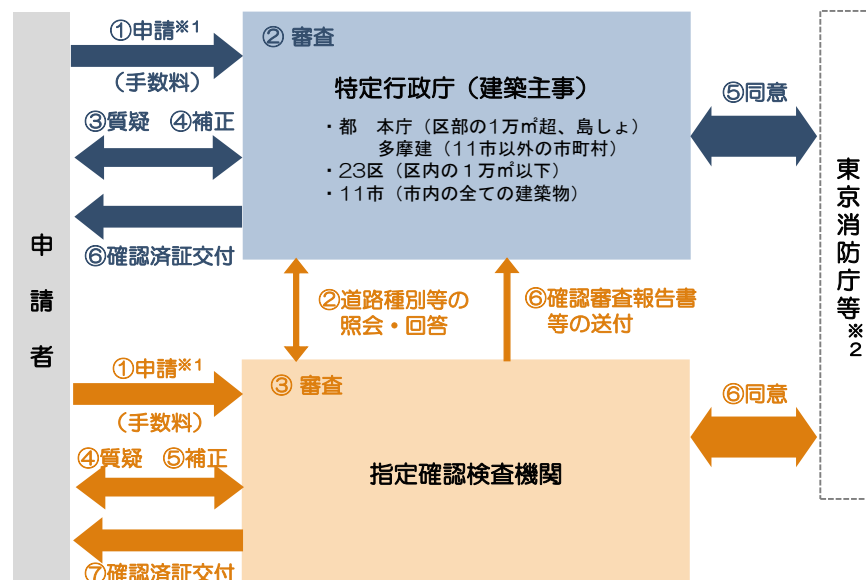 申請者
①申請※1
（手数料）
③質疑　④補正
⑥確認済証交付
② 審査
特定行政庁（建築主事）
・都　本庁（区部の1万㎡超、島しょ）
多摩建（11市以外の市町村）
・23区（区内の１万㎡以下）
・11市（市内の全ての建築物）
⑤同意
東京消防庁等※2
②道路種別等の
照会・回答
⑥確認審査報告書
等の送付
①申請※1
（手数料）
④質疑　⑤補正
⑦確認済証交付
③ 審査
指定確認検査機関
⑥同意